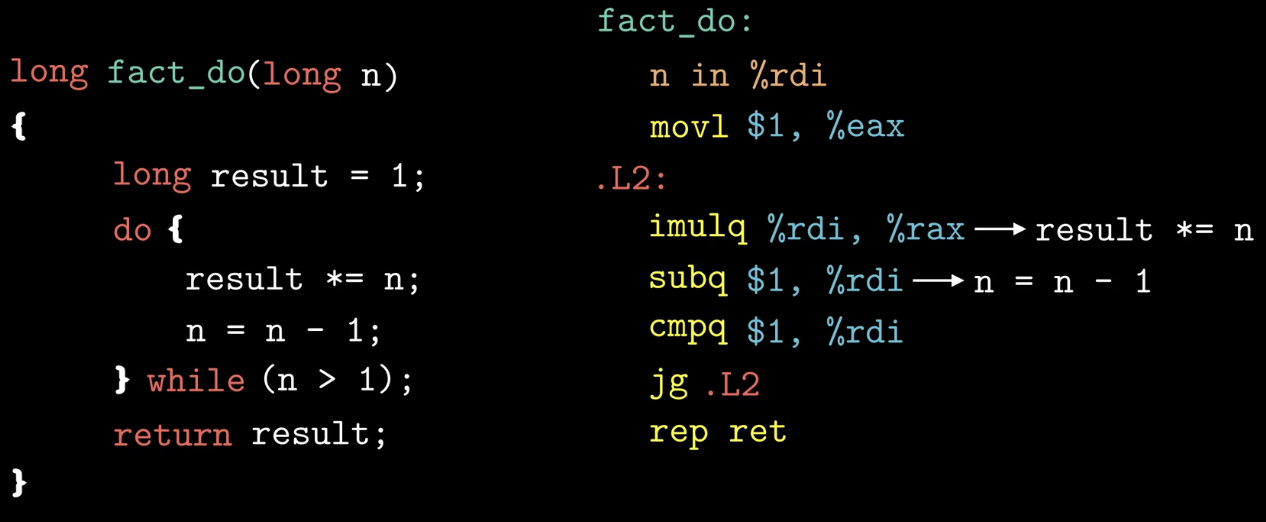 long fact_do(long n)
{
long result = 1;
do {
result *= n;
n = n - 1;
} while (n > 1);
return result;
}
fact_do:
n in %rdi
movl $1, %eax
.L2:
imulq %rdi, %rax → result *= n
subq $1, %rdi → n = n - 1
cmpq $1, %rdi
jg .L2
rep ret